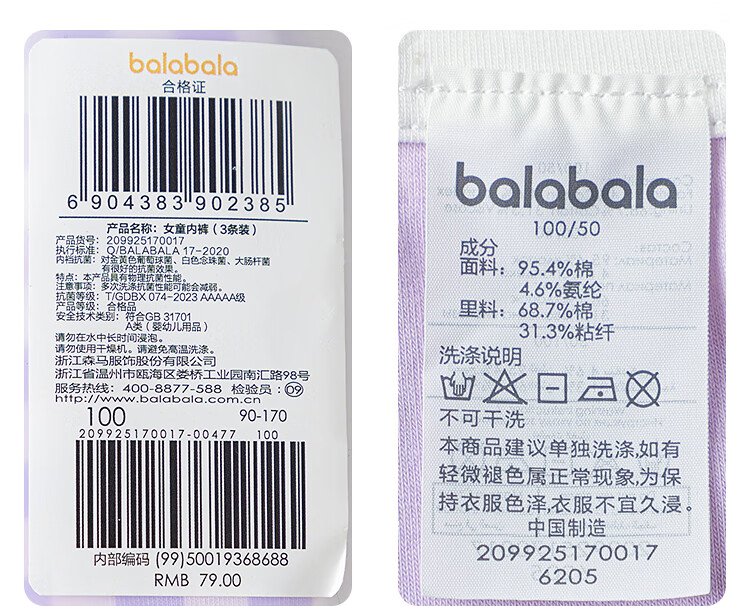 balabala
合格证
6 904383 902385
产品名称：女童内裤（3条装）
产品货号：209925170017
执行标准：Q/BALABALA 17-2020
内裆抗菌：对金黄色葡萄球菌、白色念珠菌、大肠杆菌
有很好的抗菌效果。
特点：本产品具有物理抗菌性能。
注意事项：多次洗涤抗菌性能可能会减弱。
抗菌等级：T/GDBX 074-2023 AAAAA级
产品等级：合格品
安全技术类别：符合GB 31701
A类（婴幼儿用品）
请勿在水中长时间浸泡。
请勿使用干燥机。请避免高温洗涤。
浙江森马服饰股份有限公司
浙江省温州市瓯海区娄桥工业园南汇路98号
服务热线：400-8877-588 检验员：09
http://www.balabala.com.cn
100 90-170
209925170017-00477 100
内部编码 (99)50019368688
RMB 79.00
balabala
100/50
成分
面料：95.4%棉
4.6%氨纶
里料：68.7%棉
31.3%粘纤
洗涤说明
不可干洗
本商品建议单独洗涤,如有
轻微褪色属正常现象,为保
持衣服色泽,衣服不宜久浸。
中国制造
209925170017
6205